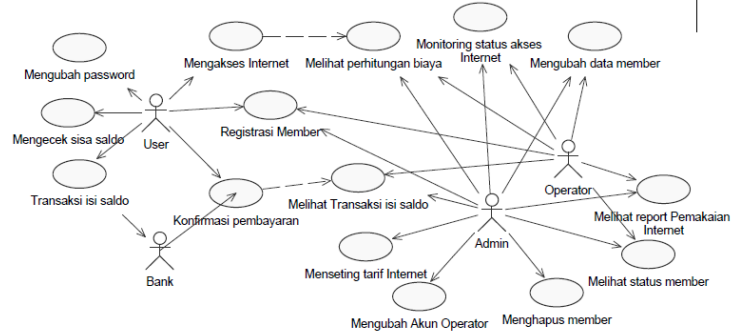 Mengubah password
Mengakses Internet
Melihat perhitungan biaya
Monitoring status akses
Internet
Mengubah data member
Mengecek sisa saldo
User
Registrasi Member
Transaksi isi saldo
Konfirmasi pembayaran
Melihat Transaksi isi saldo
Operator
Melihat report Pemakaian
Internet
Admin
Bank
Menseting tarif Internet
Melihat status member
Mengubah Akun Operator
Menghapus member